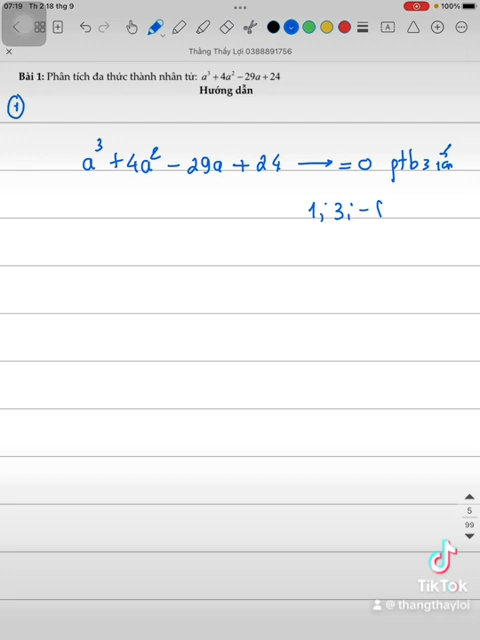 07:19 Th 2 18 thg 9
100%
Thằng Thầy Lợi 0388891756
Bài 1: Phân tích đa thức thành nhân tử: a³ + 4a² − 29a + 24
Hướng dẫn
1
a³ + 4a² − 29a + 24 → = 0 ptb3
1; 3; −
5
99
TikTok
@ thangthayloi